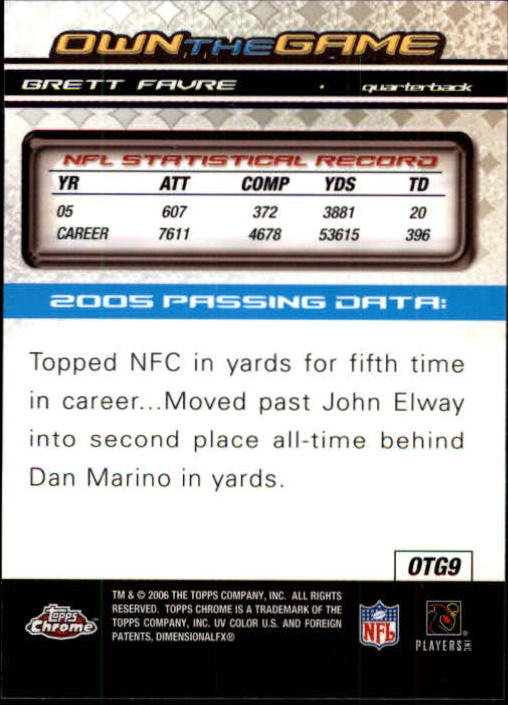 OWN THE GAME
BRETT FAVRE • quarterback
NFL STATISTICAL RECORD
YR ATT COMP YDS TD
05 607 372 3881 20
CAREER 7611 4678 53615 396
2005 PASSING DATA:
Topped NFC in yards for fifth time
in career...Moved past John Elway
into second place all-time behind
Dan Marino in yards.
OTG9
TM & © 2006 THE TOPPS COMPANY, INC. ALL RIGHTS
RESERVED. TOPPS CHROME IS A TRADEMARK OF THE
TOPPS COMPANY, INC. UV COLOR U.S. AND FOREIGN
PATENTS, DIMENSIONALFX®
Topps
Chrome
NFL
PLAYERS INC